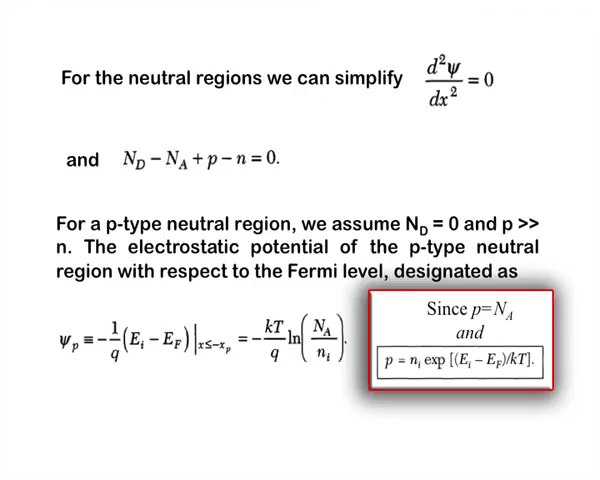 For the neutral regions we can simplify d²ψ/dx² = 0
and N_D − N_A + p − n = 0.
For a p-type neutral region, we assume N_D = 0 and p >>
n. The electrostatic potential of the p-type neutral
region with respect to the Fermi level, designated as
Since p=N_A
and
ψ_p ≡ −1/q (E_i − E_F)|_x≤−x_p = −kT/q ln(N_A/n_i).
p = n_i exp [(E_i − E_F)/kT].